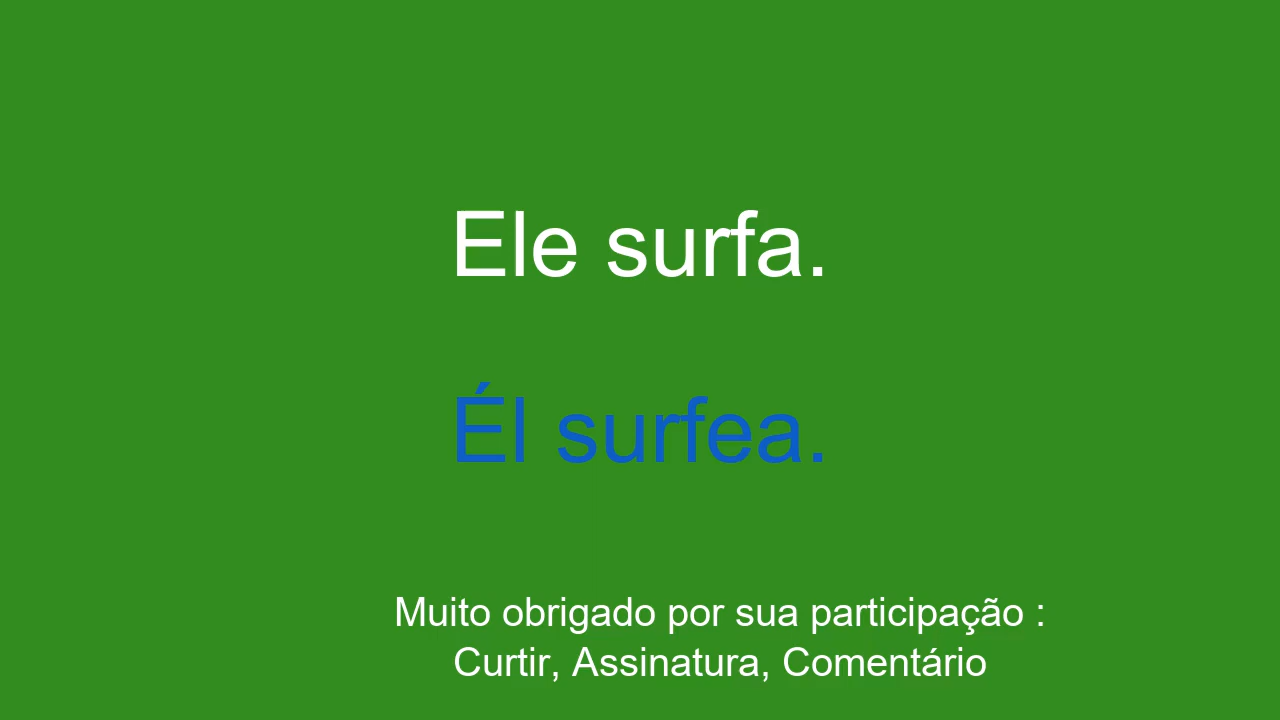 Ele surfa.
Él surfea.
Muito obrigado por sua participação :
Curtir, Assinatura, Comentário